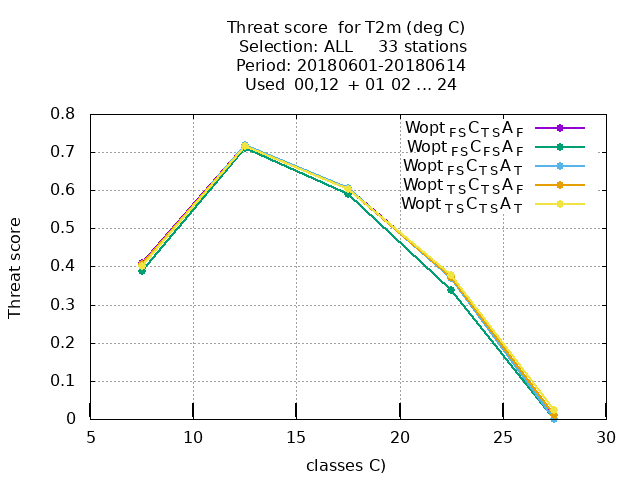 Threat score  for T2m (deg C)
Selection: ALL     33 stations
Period: 20180601-20180614
Used  00,12  + 01 02 ... 24
Wopt FS C TS A F
Wopt FS C FS A F
Wopt FS C TS A T
Wopt TS C TS A F
Wopt TS C TS A T
Threat score
0.8
0.7
0.6
0.5
0.4
0.3
0.2
0.1
0
5 10 15 20 25 30
classes C)